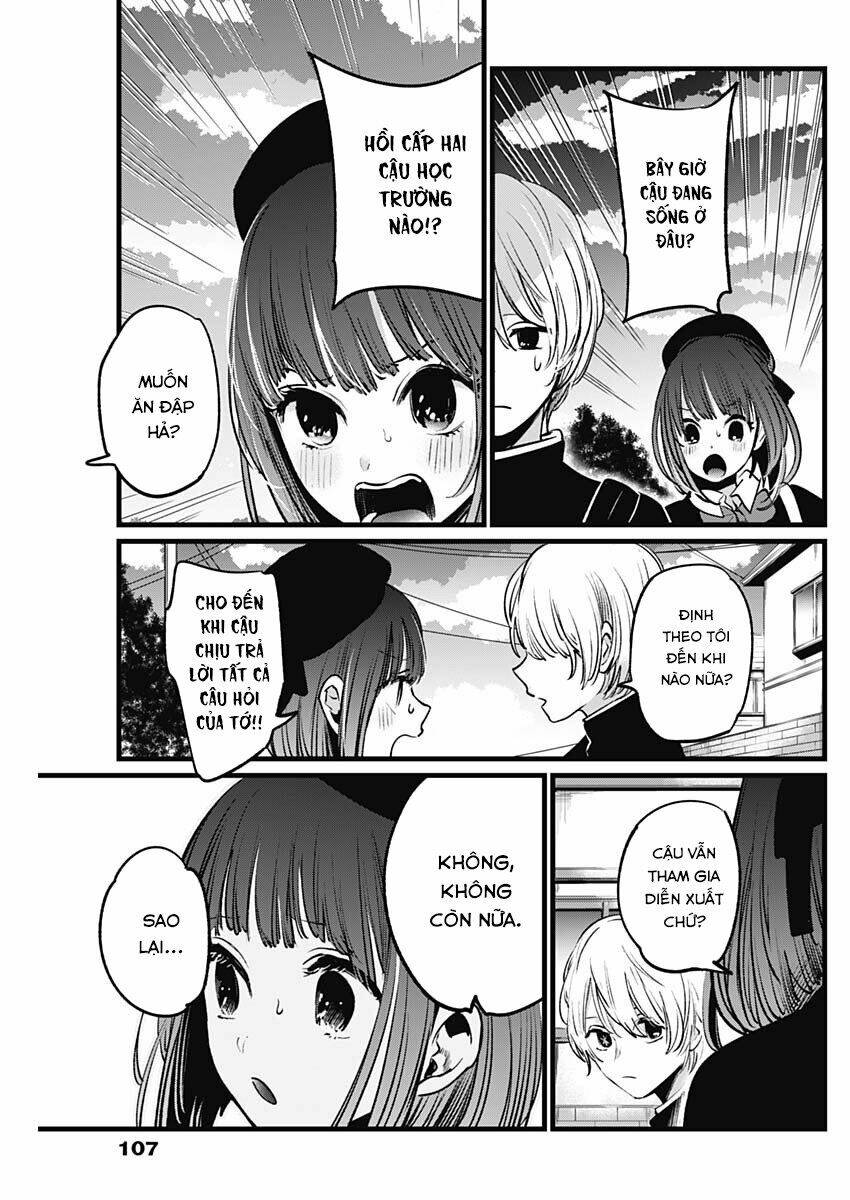 BÂY GIỜ
CẬU ĐANG
SỐNG Ở
ĐÂU?
HỒI CẤP HAI
CẬU HỌC
TRƯỜNG
NÀO!?
MUỐN
ĂN ĐẬP
HẢ?
ĐỊNH
THEO TÔI
ĐẾN KHI
NÀO NỮA?
CHO ĐẾN
KHI CẬU
CHỊU TRẢ
LỜI TẤT CẢ
CÂU HỎI
CỦA TỚ!!
CẬU VẪN
THAM GIA
DIỄN XUẤT
CHỨ?
KHÔNG,
KHÔNG
CÒN NỮA.
SAO
LẠI...
107